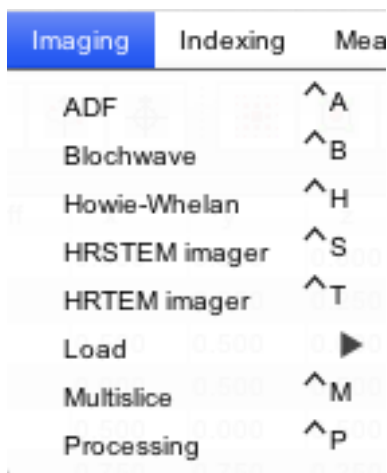 Imaging Indexing Mea
ADF ^A
Blochwave ^B
Howie-Whelan ^H
HRSTEM imager ^S
HRTEM imager ^T
Load ▶
Multislice ^M
Processing ^P